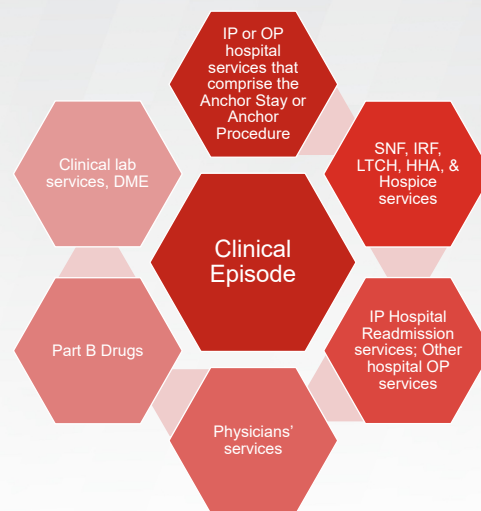 IP or OP
hospital
services that
comprise the
Anchor Stay or
Anchor
Procedure
SNF, IRF,
LTCH, HHA, &
Hospice
services
IP Hospital
Readmission
services; Other
hospital OP
services
Physicians’
services
Part B Drugs
Clinical lab
services, DME
Clinical
Episode